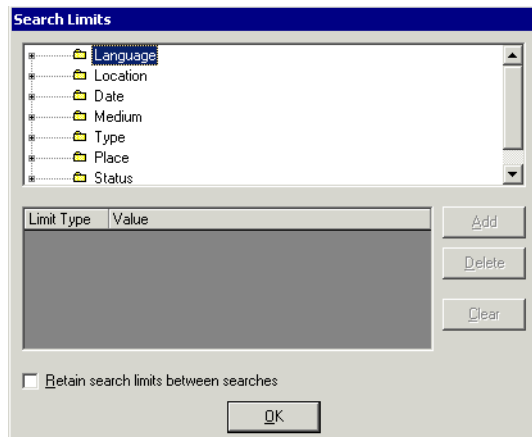 Search Limits
Language
Location
Date
Medium
Type
Place
Status
Limit Type Value
Add
Delete
Clear
Retain search limits between searches
OK